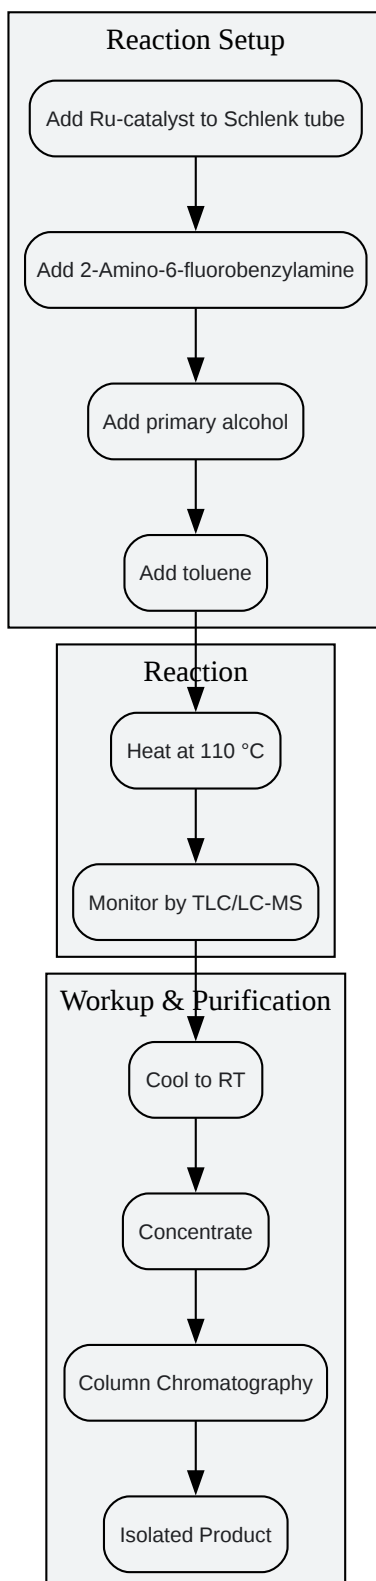 Reaction Setup
Add Ru-catalyst to Schlenk tube
Add 2-Amino-6-fluorobenzylamine
Add primary alcohol
Add toluene
Reaction
Heat at 110 °C
Monitor by TLC/LC-MS
Workup & Purification
Cool to RT
Concentrate
Column Chromatography
Isolated Product